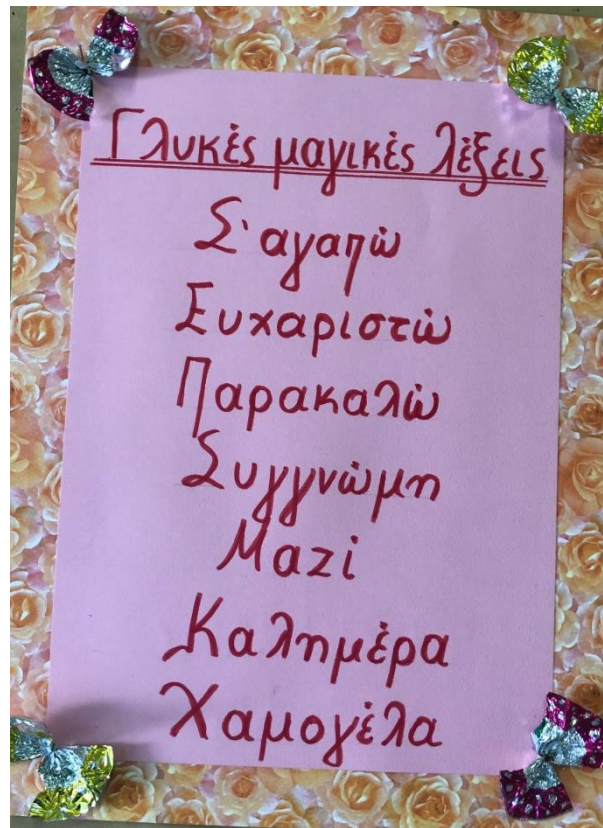 Γλυκές μαγικές λέξεις
Σ' αγαπώ
Ευχαριστώ
Παρακαλώ
Συγγνώμη
Μαζί
Καλημέρα
Χαμογέλα